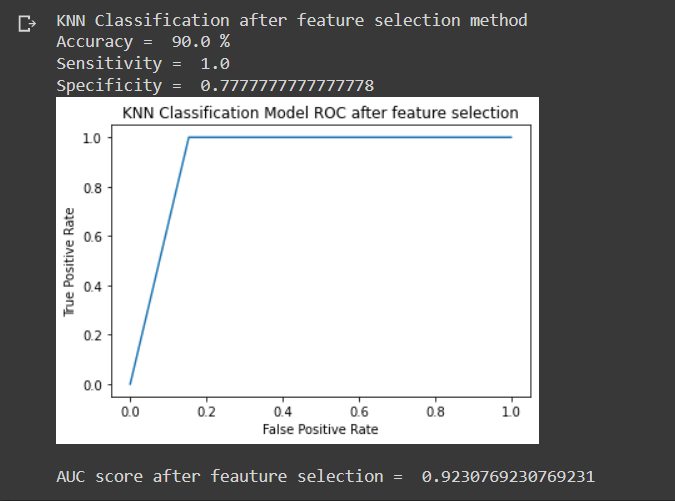 KNN Classification after feature selection method
Accuracy =  90.0 %
Sensitivity =  1.0
Specificity =  0.7777777777777778
KNN Classification Model ROC after feature selection
1.0
0.8
0.6
0.4
0.2
0.0
True Positive Rate
0.0 0.2 0.4 0.6 0.8 1.0
False Positive Rate
AUC score after feauture selection =  0.9230769230769231